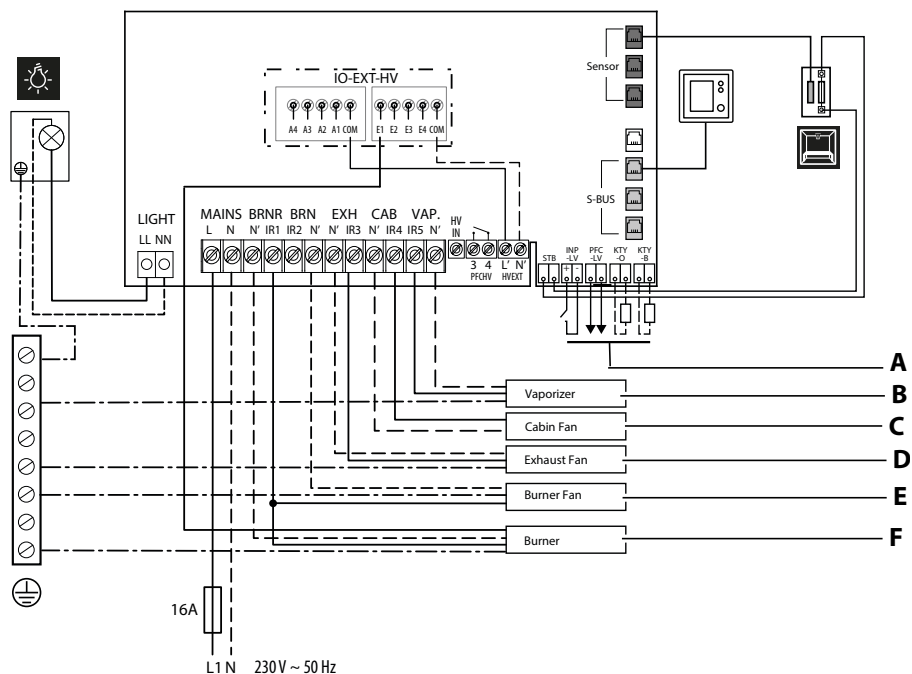 IO-EXT-HV
A4 A3 A2 A1 COM
E1 E2 E3 E4 COM
Sensor
S-BUS
LIGHT
LL NN
MAINS BRNR BRN EXH CAB VAP.
L N N' IR1 IR2 N' N' IR3 N' IR4 IR5 N'
HV
IN
3 4 L' N'
PFCHV HVEXT
STB
INP
-LV
+ -
PFC
-LV
KTY
-O
KTY
-B
A
Vaporizer B
Cabin Fan C
Exhaust Fan D
Burner Fan E
Burner F
16A
L1 N 230 V ~ 50 Hz